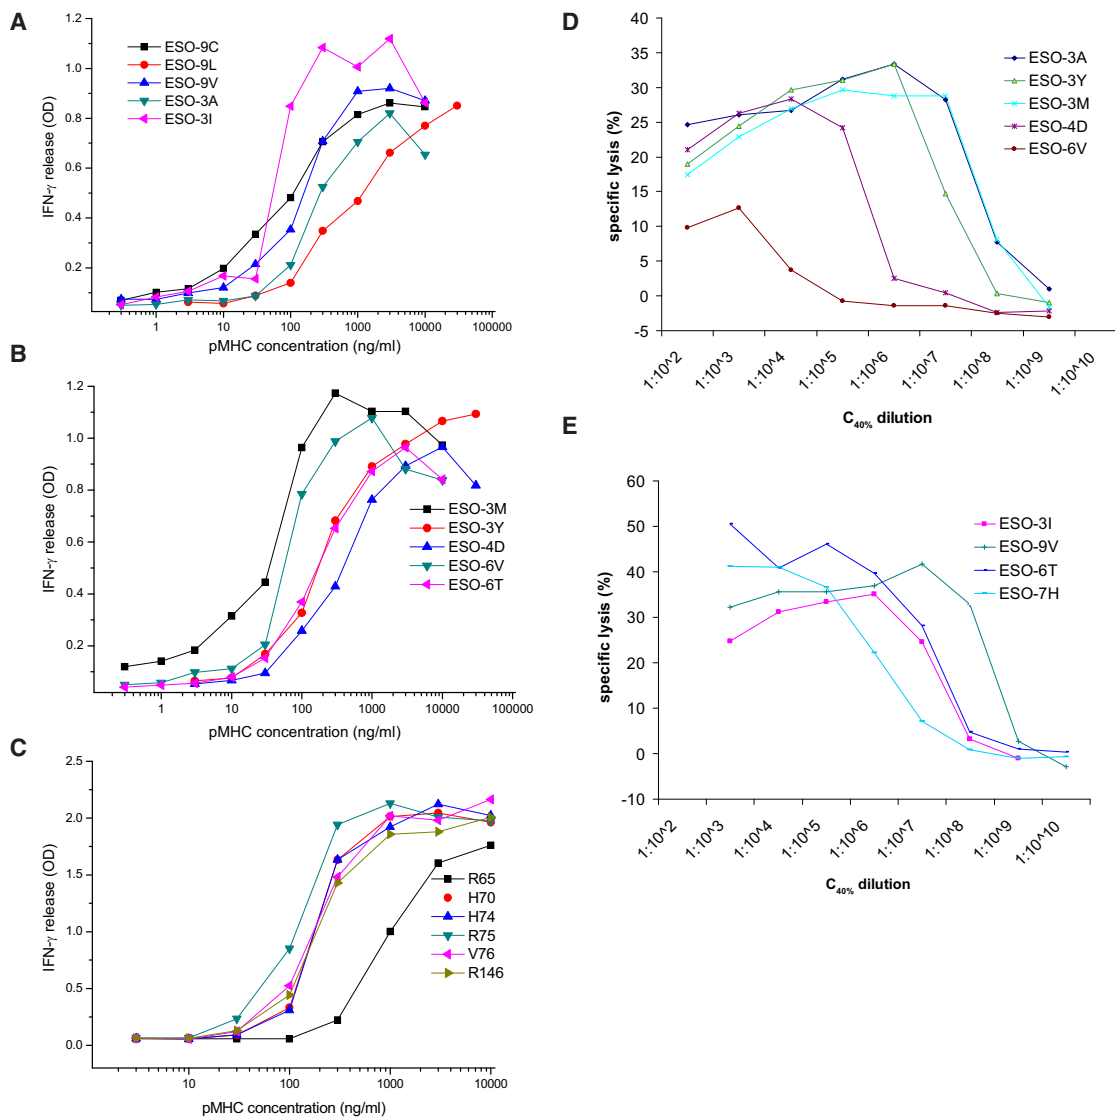 A
IFN-γ release (OD)
1.2
1.0
0.8
0.6
0.4
0.2
ESO-9C
ESO-9L
ESO-9V
ESO-3A
ESO-3I
1
10
100
1000
10000
100000
pMHC concentration (ng/ml)
B
IFN-γ release (OD)
1.2
1.0
0.8
0.6
0.4
0.2
ESO-3M
ESO-3Y
ESO-4D
ESO-6V
ESO-6T
1
10
100
1000
10000
100000
pMHC concentration (ng/ml)
C
IFN-γ release (OD)
2.5
2.0
1.5
1.0
0.5
0.0
R65
H70
H74
R75
V76
R146
10
100
1000
10000
pMHC concentration (ng/ml)
D
specific lysis (%)
40
35
30
25
20
15
10
5
0
-5
ESO-3A
ESO-3Y
ESO-3M
ESO-4D
ESO-6V
1:10^2
1:10^3
1:10^4
1:10^5
1:10^6
1:10^7
1:10^8
1:10^9
1:10^10
C40% dilution
E
specific lysis (%)
60
50
40
30
20
10
0
-10
ESO-3I
ESO-9V
ESO-6T
ESO-7H
1:10^2
1:10^3
1:10^4
1:10^5
1:10^6
1:10^7
1:10^8
1:10^9
1:10^10
C40% dilution